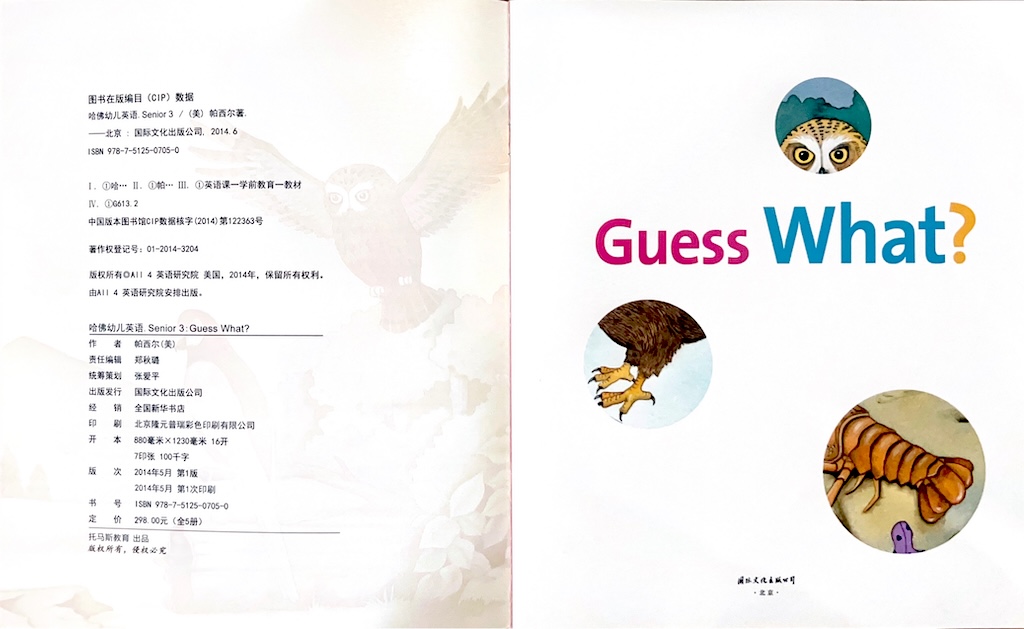 图书在版编目（CIP）数据
哈佛幼儿英语. Senior 3 /（美）帕西尔著.
——北京 : 国际文化出版公司, 2014.6
ISBN 978-7-5125-0705-0
Ⅰ. ①哈… Ⅱ. ①帕… Ⅲ. ①英语课—学前教育—教材
Ⅳ. ①G613.2
中国版本图书馆CIP数据核字(2014)第122363号
著作权登记号: 01-2014-3204
版权所有©All 4 英语研究院 美国, 2014年, 保留所有权利。
由All 4 英语研究院安排出版。
哈佛幼儿英语. Senior 3: Guess What?
作 者 帕西尔(美)
责任编辑 郑秋璐
统筹策划 张爱平
出版发行 国际文化出版公司
经 销 全国新华书店
印 刷 北京隆元普瑞彩色印刷有限公司
开 本 880毫米×1230毫米 16开
7印张 100千字
版 次 2014年5月 第1版
2014年5月 第1次印刷
书 号 ISBN 978-7-5125-0705-0
定 价 298.00元（全5册）
托马斯教育 出品
版权所有，侵权必究
Guess What?
国际文化出版公司
·北京·